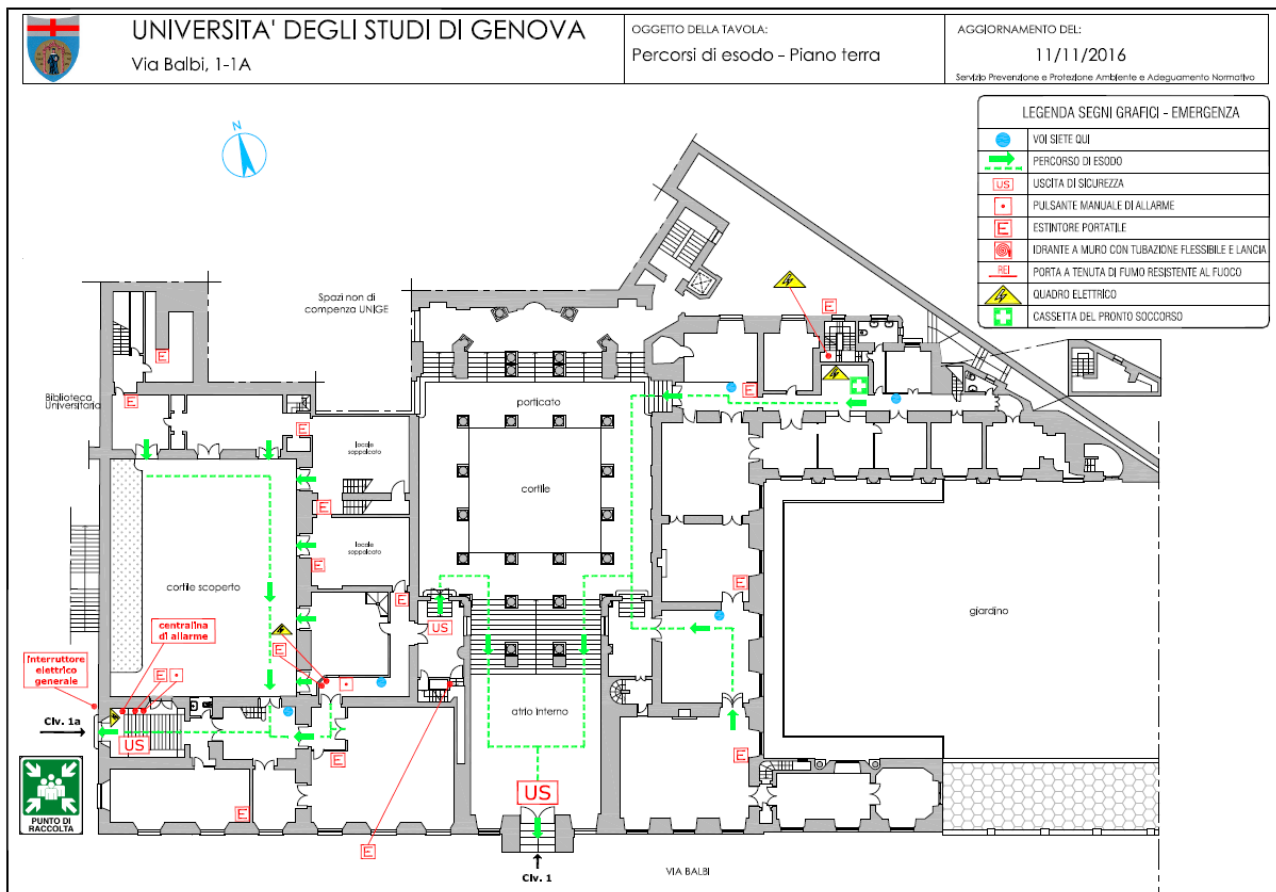 UNIVERSITA' DEGLI STUDI DI GENOVA
Via Balbi, 1-1A
OGGETTO DELLA TAVOLA:
Percorsi di esodo - Piano terra
AGGIORNAMENTO DEL:
11/11/2016
Servizio Prevenzione e Protezione Ambiente e Adeguamento Normativo
LEGENDA SEGNI GRAFICI - EMERGENZA
VOI SIETE QUI
PERCORSO DI ESODO
US
USCITA DI SICUREZZA
PULSANTE MANUALE DI ALLARME
E
ESTINTORE PORTATILE
IDRANTE A MURO CON TUBAZIONE FLESSIBILE E LANCIA
REI
PORTA A TENUTA DI FUMO RESISTENTE AL FUOCO
QUADRO ELETTRICO
CASSETTA DEL PRONTO SOCCORSO
N
Spazi non di
compenza UNIGE
E
E
Biblioteca
Universitaria
E
E
porticato
E
locale
soppalcato
E
cortile
locale
soppalcato
E
cortile scoperto
E
E
giardino
centralina
di allarme
US
E
Interruttore
elettrico
generale
E
atrio interno
Civ. 1a
US
E
E
US
E
PUNTO DI
RACCOLTA
E
Civ. 1
VIA BALBI